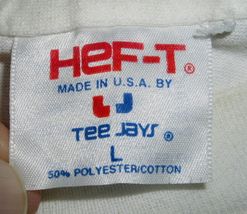 HEF-T®
MADE IN U.S.A. BY
TEE JAYS®
L
50% POLYESTER/COTTON